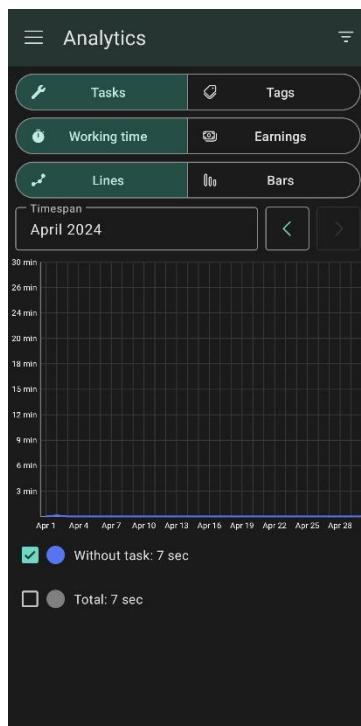 Analytics
Tasks Tags
Working time Earnings
Lines Bars
Timespan
April 2024
30 min
26 min
24 min
20 min
18 min
15 min
12 min
9 min
6 min
3 min
Apr 1 Apr 4 Apr 7 Apr 10 Apr 13 Apr 16 Apr 19 Apr 22 Apr 25 Apr 28
Without task: 7 sec
Total: 7 sec